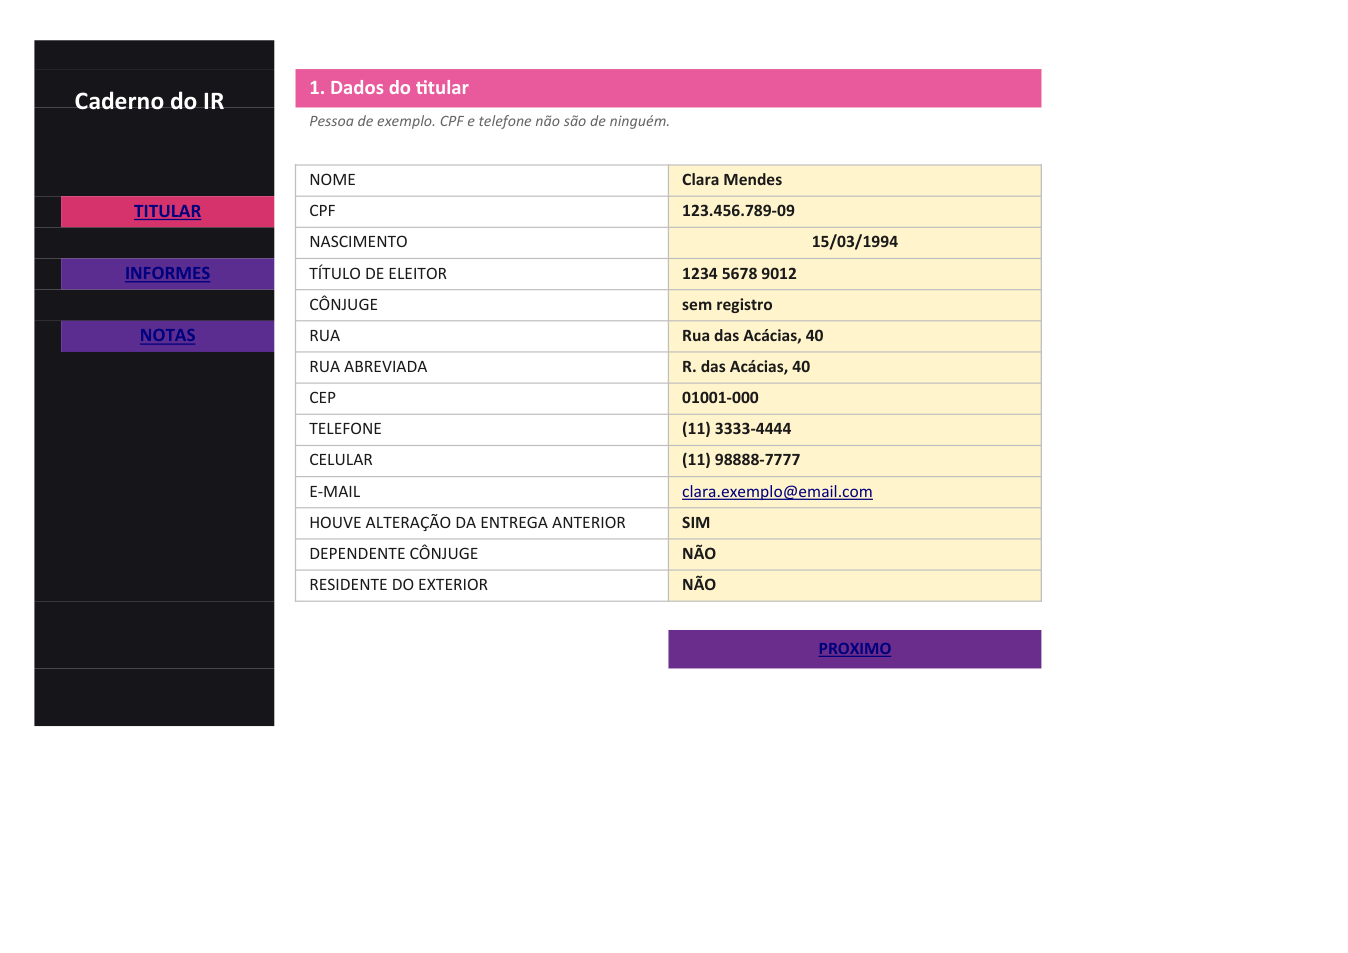 Caderno do IR
TITULAR
INFORMES
NOTAS
1. Dados do titular
Pessoa de exemplo. CPF e telefone não são de ninguém.
NOME Clara Mendes
CPF 123.456.789-09
NASCIMENTO 15/03/1994
TÍTULO DE ELEITOR 1234 5678 9012
CÔNJUGE sem registro
RUA Rua das Acácias, 40
RUA ABREVIADA R. das Acácias, 40
CEP 01001-000
TELEFONE (11) 3333-4444
CELULAR (11) 98888-7777
E-MAIL clara.exemplo@email.com
HOUVE ALTERAÇÃO DA ENTREGA ANTERIOR SIM
DEPENDENTE CÔNJUGE NÃO
RESIDENTE DO EXTERIOR NÃO
PROXIMO